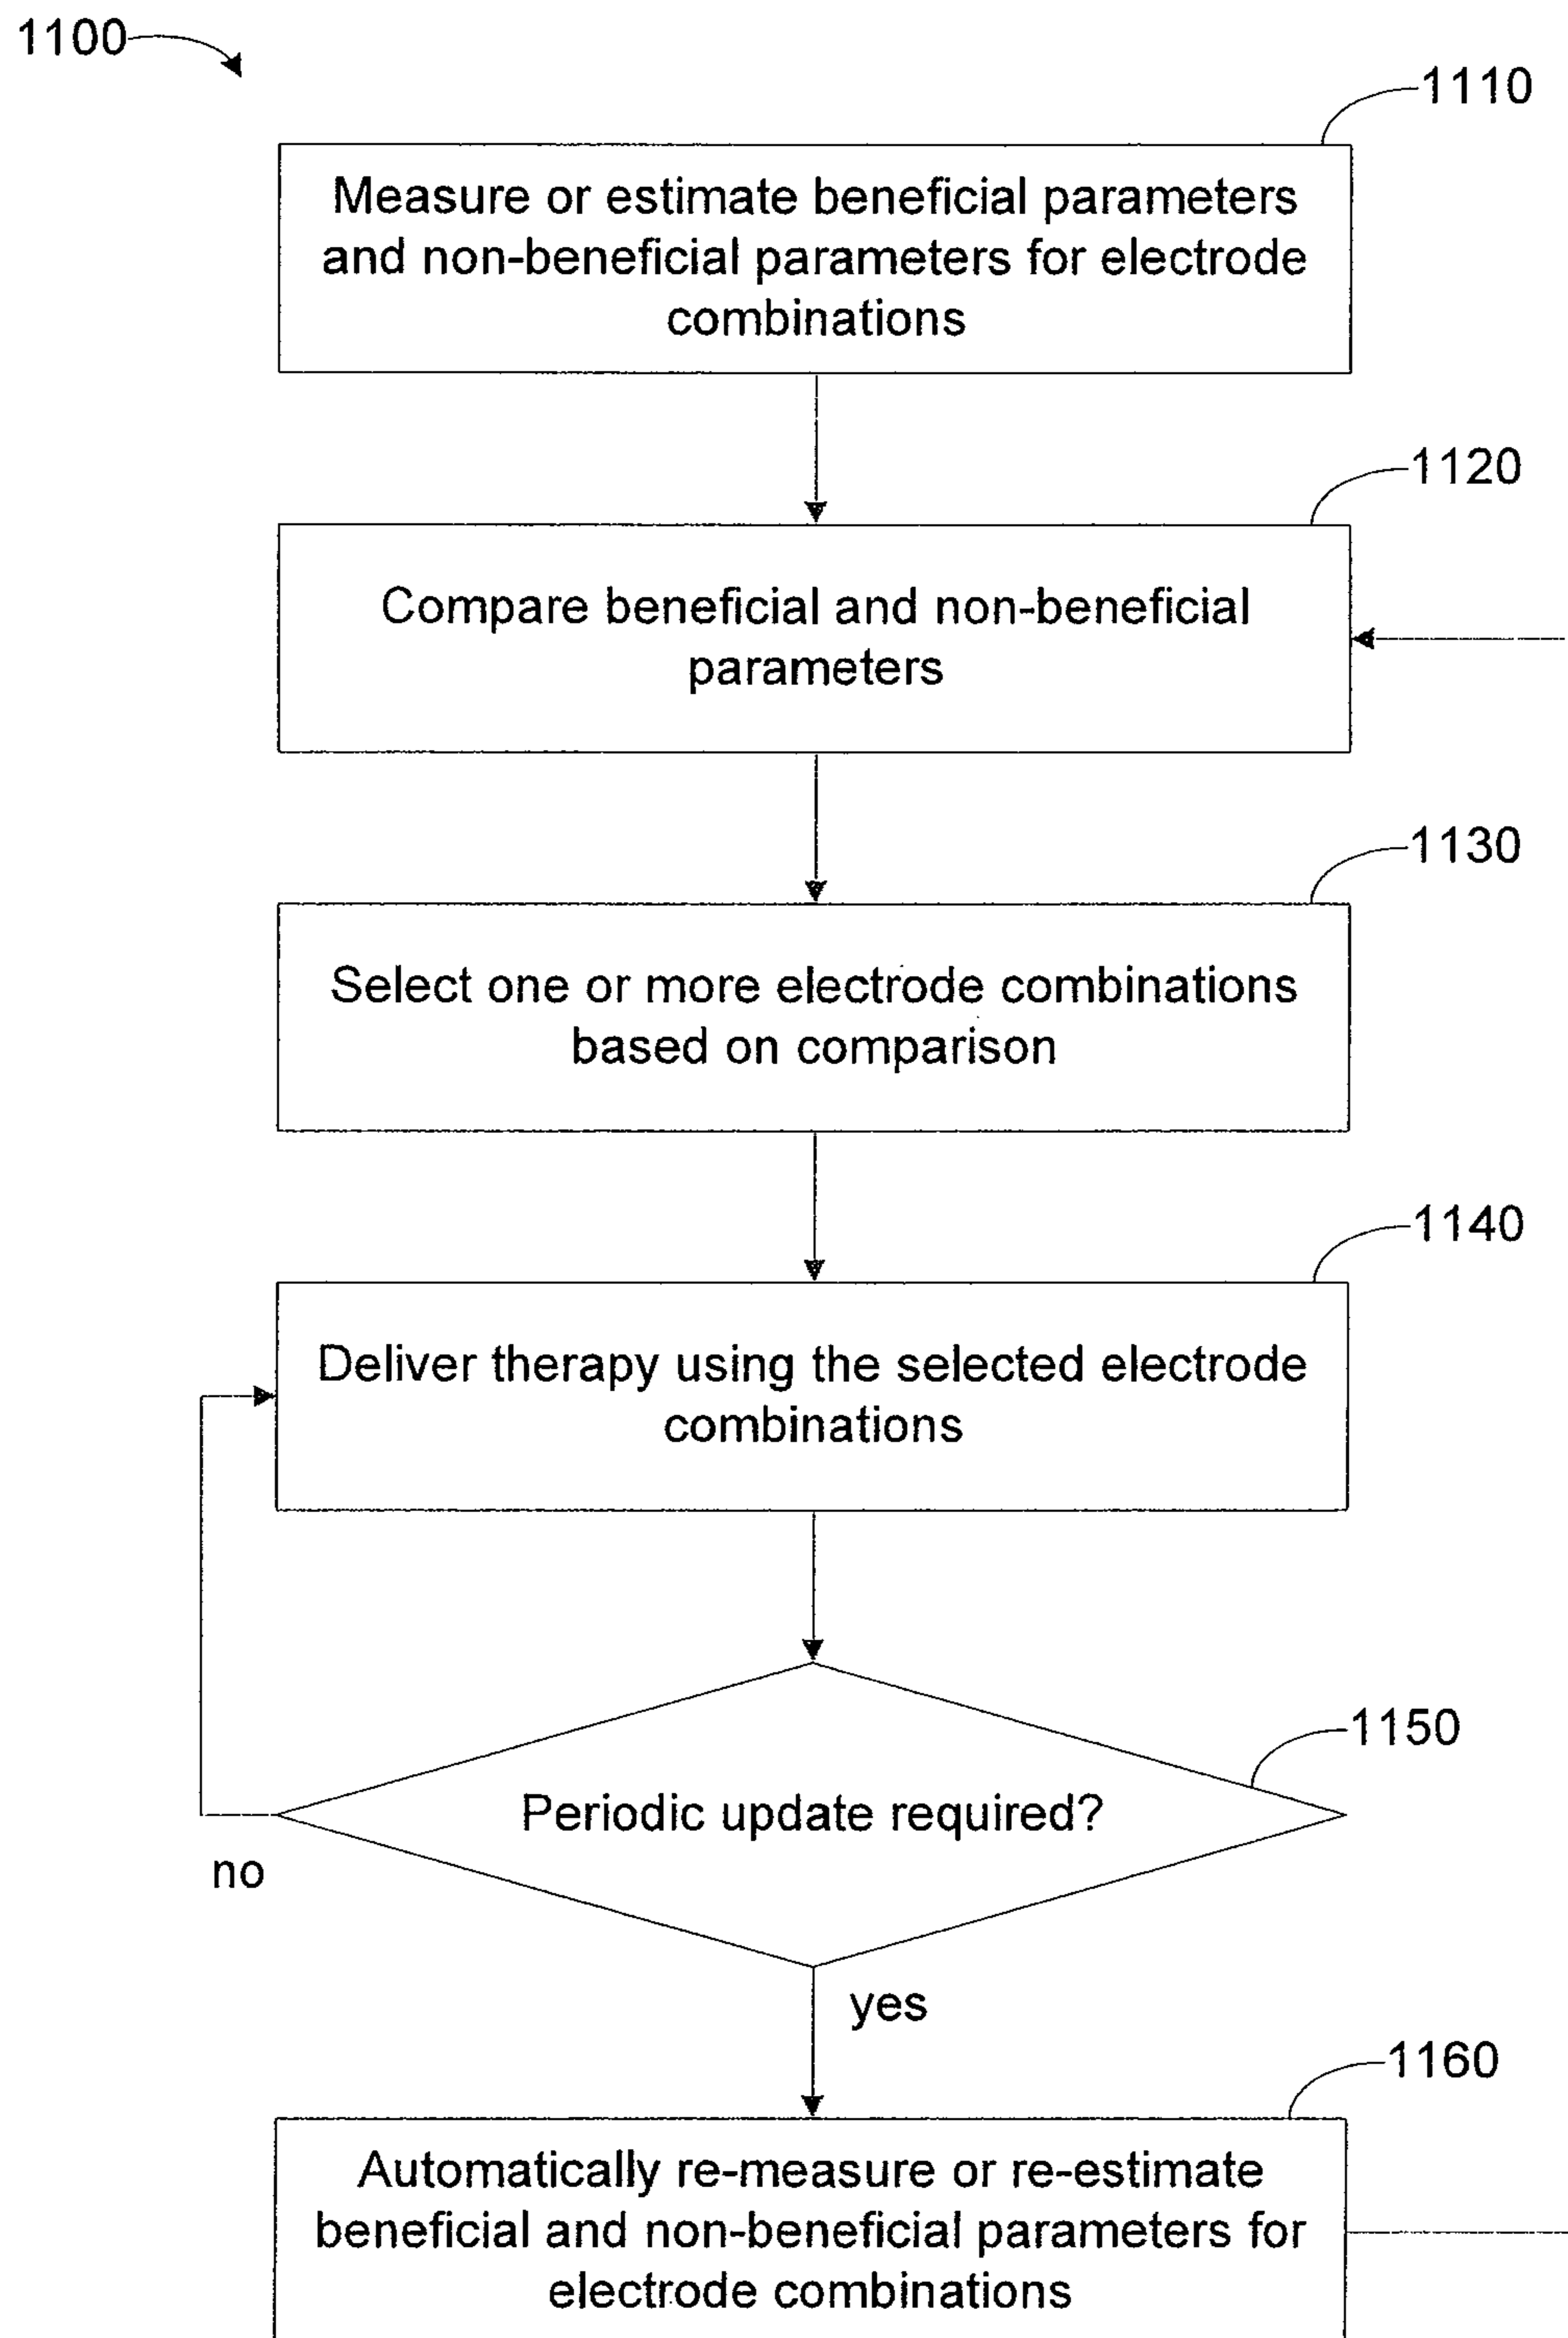 1100
1110
Measure or estimate beneficial parameters
and non-beneficial parameters for electrode
combinations
1120
Compare beneficial and non-beneficial
parameters
1130
Select one or more electrode combinations
based on comparison
1140
Deliver therapy using the selected electrode
combinations
1150
Periodic update required?
no
yes
1160
Automatically re-measure or re-estimate
beneficial and non-beneficial parameters for
electrode combinations